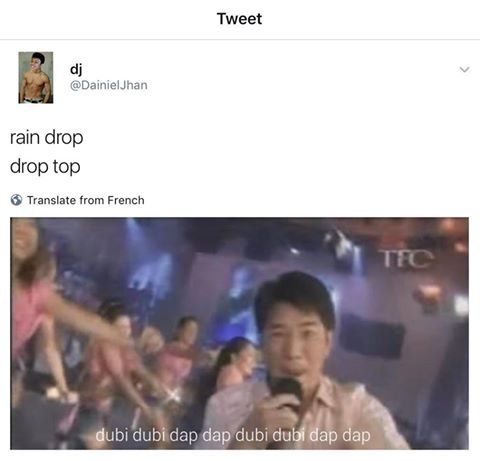 Tweet
dj
@DainielJhan
rain drop
drop top
Translate from French
TFC
dubi dubi dap dap dubi dubi dap dap